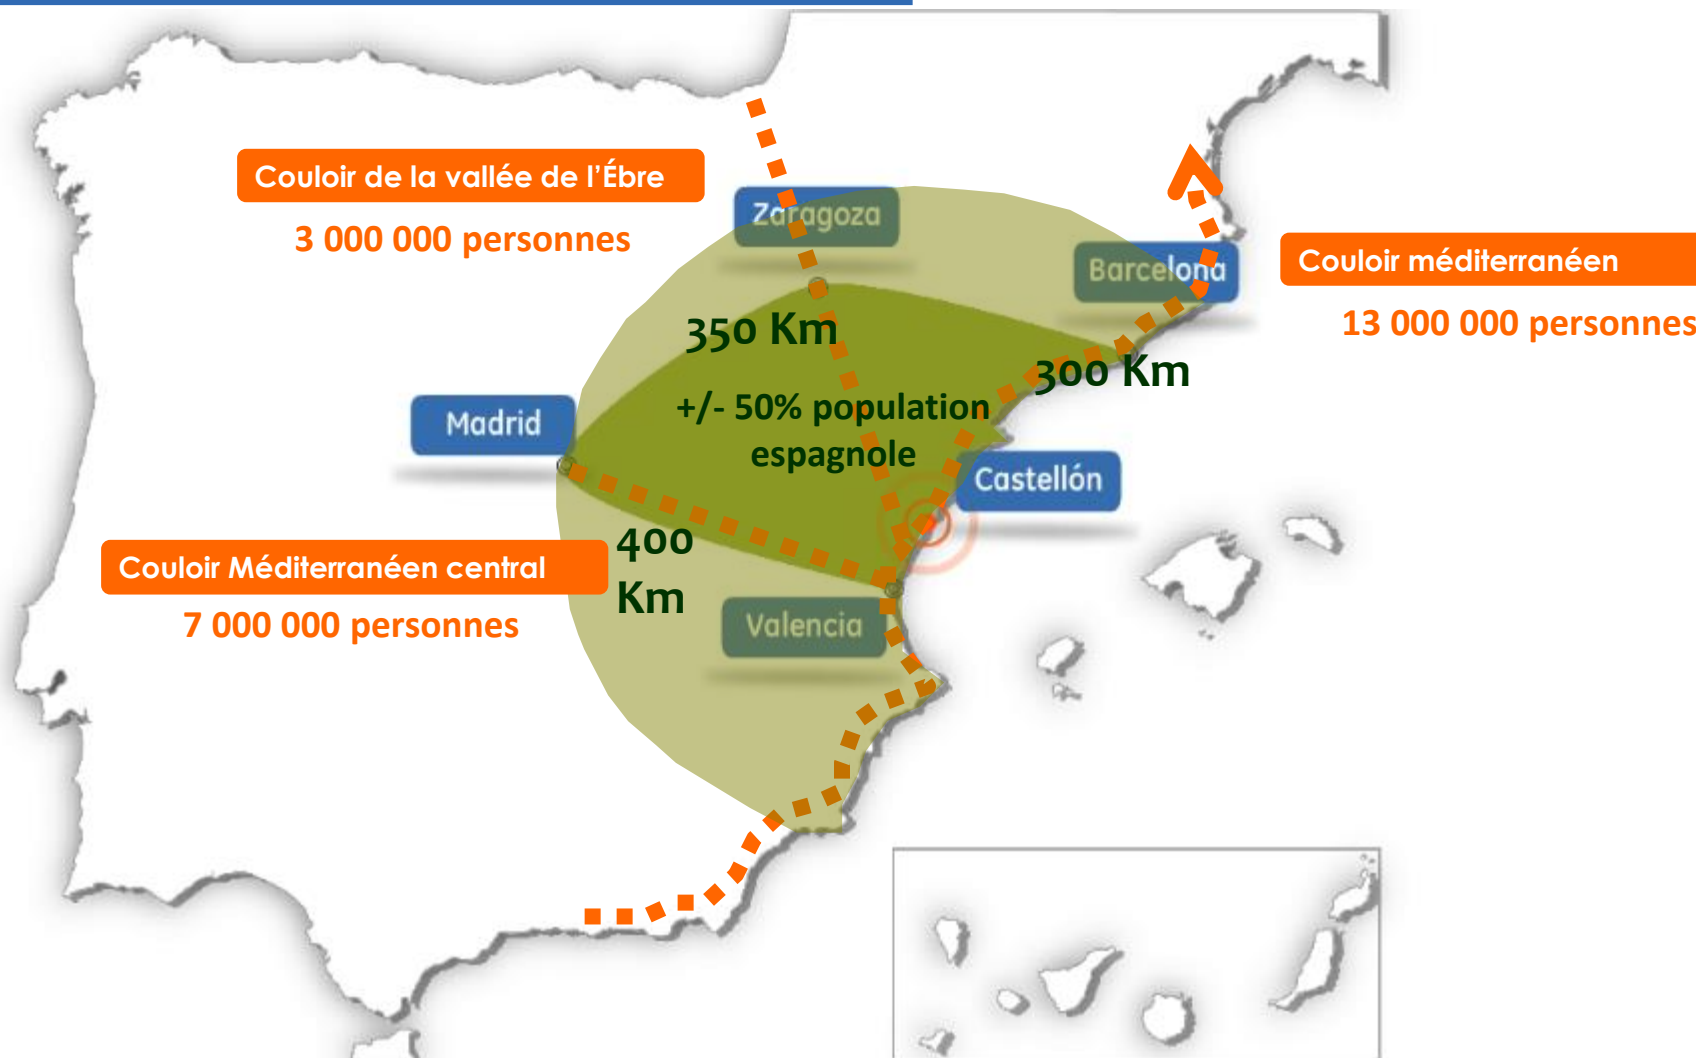 Couloir de la vallée de l’Ébre
3 000 000 personnes
Zaragoza
Barcelona
Couloir méditerranéen
13 000 000 personnes
350 Km
300 Km
+/- 50% population
espagnole
Madrid
Castellón
400
Km
Couloir Méditerranéen central
7 000 000 personnes
Valencia